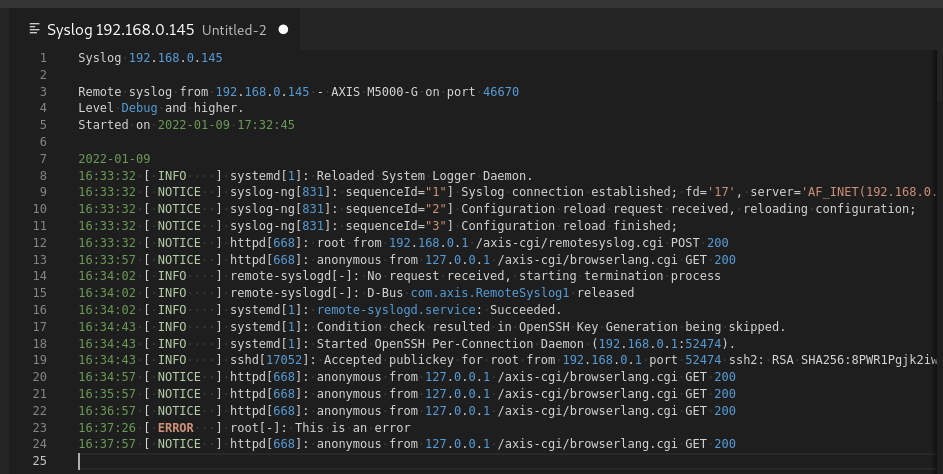 Syslog 192.168.0.145 Untitled-2
1 Syslog 192.168.0.145
2
3 Remote syslog from 192.168.0.145 - AXIS M5000-G on port 46670
4 Level Debug and higher.
5 Started on 2022-01-09 17:32:45
6
7 2022-01-09
8 16:33:32 [ INFO    ] systemd[1]: Reloaded System Logger Daemon.
9 16:33:32 [ NOTICE  ] syslog-ng[831]: sequenceId="1"] Syslog connection established; fd='17', server='AF_INET(192.168.0.
10 16:33:32 [ NOTICE  ] syslog-ng[831]: sequenceId="2"] Configuration reload request received, reloading configuration;
11 16:33:32 [ NOTICE  ] syslog-ng[831]: sequenceId="3"] Configuration reload finished;
12 16:33:32 [ NOTICE  ] httpd[668]: root from 192.168.0.1 /axis-cgi/remotesyslog.cgi POST 200
13 16:33:57 [ NOTICE  ] httpd[668]: anonymous from 127.0.0.1 /axis-cgi/browserlang.cgi GET 200
14 16:34:02 [ INFO    ] remote-syslogd[-]: No request received, starting termination process
15 16:34:02 [ INFO    ] remote-syslogd[-]: D-Bus com.axis.RemoteSyslog1 released
16 16:34:02 [ INFO    ] systemd[1]: remote-syslogd.service: Succeeded.
17 16:34:43 [ INFO    ] systemd[1]: Condition check resulted in OpenSSH Key Generation being skipped.
18 16:34:43 [ INFO    ] systemd[1]: Started OpenSSH Per-Connection Daemon (192.168.0.1:52474).
19 16:34:43 [ INFO    ] sshd[17052]: Accepted publickey for root from 192.168.0.1 port 52474 ssh2: RSA SHA256:8PWR1Pgjk2iw
20 16:34:57 [ NOTICE  ] httpd[668]: anonymous from 127.0.0.1 /axis-cgi/browserlang.cgi GET 200
21 16:35:57 [ NOTICE  ] httpd[668]: anonymous from 127.0.0.1 /axis-cgi/browserlang.cgi GET 200
22 16:36:57 [ NOTICE  ] httpd[668]: anonymous from 127.0.0.1 /axis-cgi/browserlang.cgi GET 200
23 16:37:26 [ ERROR   ] root[-]: This is an error
24 16:37:57 [ NOTICE  ] httpd[668]: anonymous from 127.0.0.1 /axis-cgi/browserlang.cgi GET 200
25